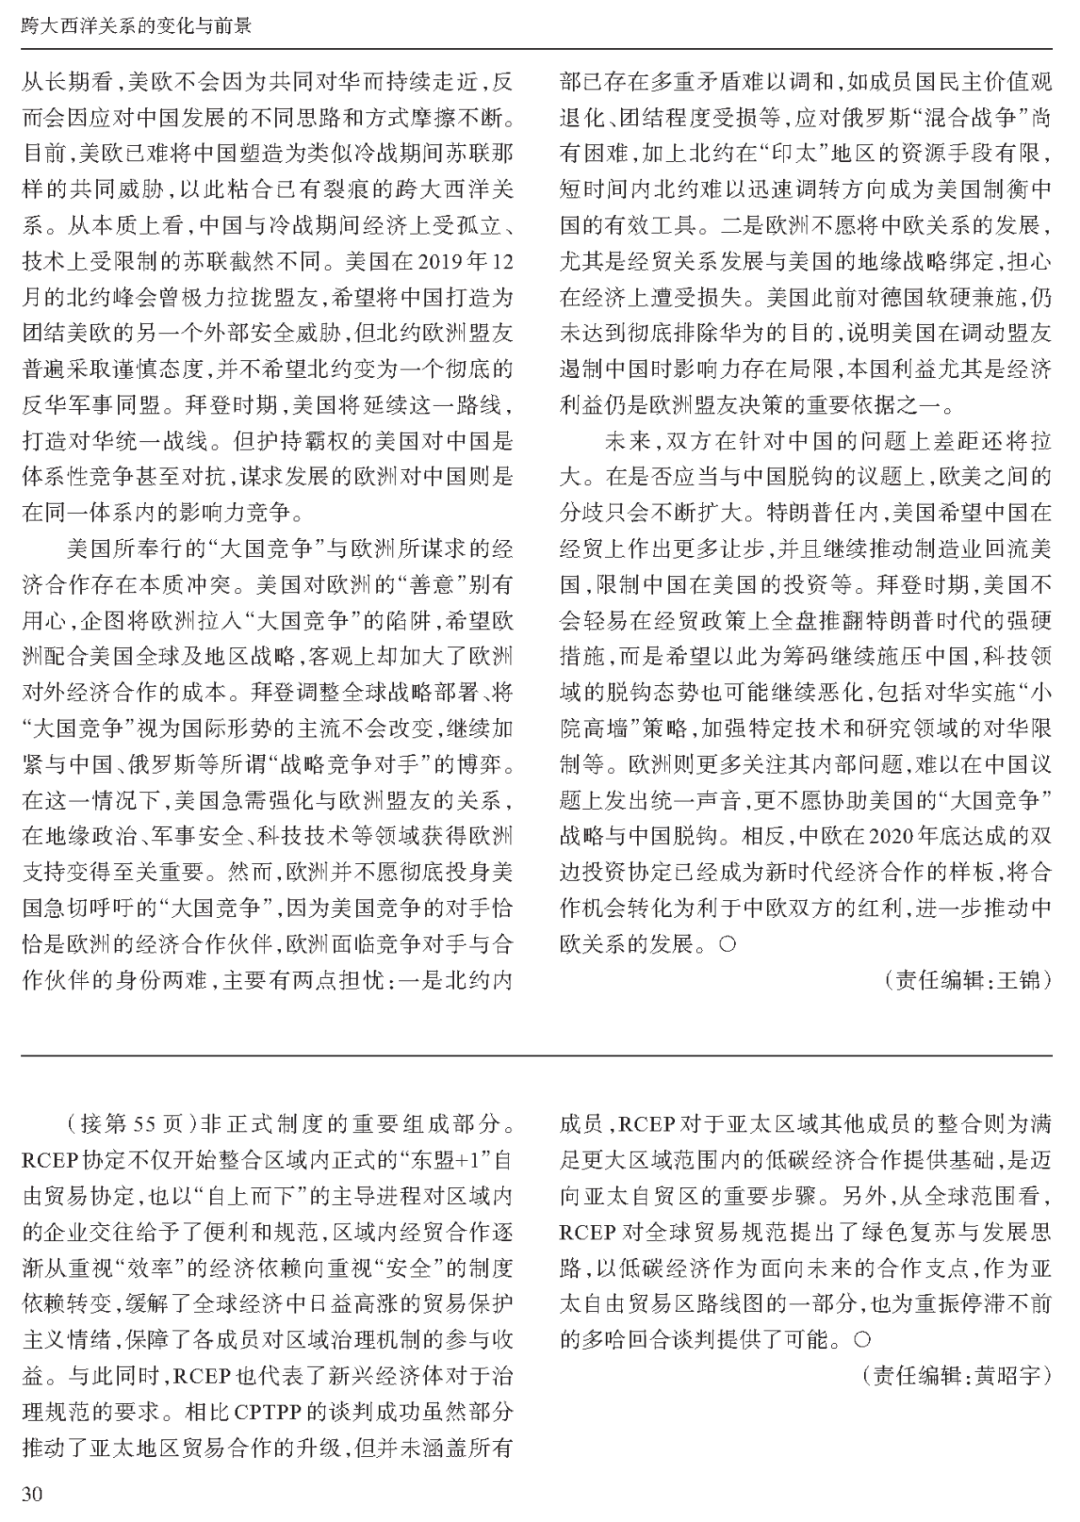 跨大西洋关系的变化与前景
从长期看,美欧不会因为共同对华而持续走近,反
而会因应对中国发展的不同思路和方式摩擦不断。
目前,美欧已难将中国塑造为类似冷战期间苏联那
样的共同威胁,以此粘合已有裂痕的跨大西洋关
系。从本质上看,中国与冷战期间经济上受孤立、
技术上受限制的苏联截然不同。美国在2019年12
月的北约峰会曾极力拉拢盟友,希望将中国打造为
团结美欧的另一个外部安全威胁,但北约欧洲盟友
普遍采取谨慎态度,并不希望北约变为一个彻底的
反华军事同盟。拜登时期,美国将延续这一路线,
打造对华统一战线。但护持霸权的美国对中国是
体系性竞争甚至对抗,谋求发展的欧洲对中国则是
在同一体系内的影响力竞争。
美国所奉行的“大国竞争”与欧洲所谋求的经
济合作存在本质冲突。美国对欧洲的“善意”别有
用心,企图将欧洲拉入“大国竞争”的陷阱,希望欧
洲配合美国全球及地区战略,客观上却加大了欧洲
对外经济合作的成本。拜登调整全球战略部署、将
“大国竞争”视为国际形势的主流不会改变,继续加
紧与中国、俄罗斯等所谓“战略竞争对手”的博弈。
在这一情况下,美国急需强化与欧洲盟友的关系,
在地缘政治、军事安全、科技技术等领域获得欧洲
支持变得至关重要。然而,欧洲并不愿彻底投身美
国急切呼吁的“大国竞争”,因为美国竞争的对手恰
恰是欧洲的经济合作伙伴,欧洲面临竞争对手与合
作伙伴的身份两难,主要有两点担忧:一是北约内
部已存在多重矛盾难以调和,如成员国民主价值观
退化、团结程度受损等,应对俄罗斯“混合战争”尚
有困难,加上北约在“印太”地区的资源手段有限,
短时间内北约难以迅速调转方向成为美国制衡中
国的有效工具。二是欧洲不愿将中欧关系的发展,
尤其是经贸关系发展与美国的地缘战略绑定,担心
在经济上遭受损失。美国此前对德国软硬兼施,仍
未达到彻底排除华为的目的,说明美国在调动盟友
遏制中国时影响力存在局限,本国利益尤其是经济
利益仍是欧洲盟友决策的重要依据之一。
未来,双方在针对中国的问题上差距还将拉
大。在是否应当与中国脱钩的议题上,欧美之间的
分歧只会不断扩大。特朗普任内,美国希望中国在
经贸上作出更多让步,并且继续推动制造业回流美
国,限制中国在美国的投资等。拜登时期,美国不
会轻易在经贸政策上全盘推翻特朗普时代的强硬
措施,而是希望以此为筹码继续施压中国,科技领
域的脱钩态势也可能继续恶化,包括对华实施“小
院高墙”策略,加强特定技术和研究领域的对华限
制等。欧洲则更多关注其内部问题,难以在中国议
题上发出统一声音,更不愿协助美国的“大国竞争”
战略与中国脱钩。相反,中欧在2020年底达成的双
边投资协定已经成为新时代经济合作的样板,将合
作机会转化为利于中欧双方的红利,进一步推动中
欧关系的发展。○
(责任编辑:王锦)
(接第55页)非正式制度的重要组成部分。
RCEP协定不仅开始整合区域内正式的“东盟+1”自
由贸易协定,也以“自上而下”的主导进程对区域内
的企业交往给予了便利和规范,区域内经贸合作逐
渐从重视“效率”的经济依赖向重视“安全”的制度
依赖转变,缓解了全球经济中日益高涨的贸易保护
主义情绪,保障了各成员对区域治理机制的参与收
益。与此同时,RCEP也代表了新兴经济体对于治
理规范的要求。相比CPTPP的谈判成功虽然部分
推动了亚太地区贸易合作的升级,但并未涵盖所有
成员,RCEP对于亚太区域其他成员的整合则为满
足更大区域范围内的低碳经济合作提供基础,是迈
向亚太自贸区的重要步骤。另外,从全球范围看,
RCEP对全球贸易规范提出了绿色复苏与发展思
路,以低碳经济作为面向未来的合作支点,作为亚
太自由贸易区路线图的一部分,也为重振停滞不前
的多哈回合谈判提供了可能。○
(责任编辑:黄昭宇)
30